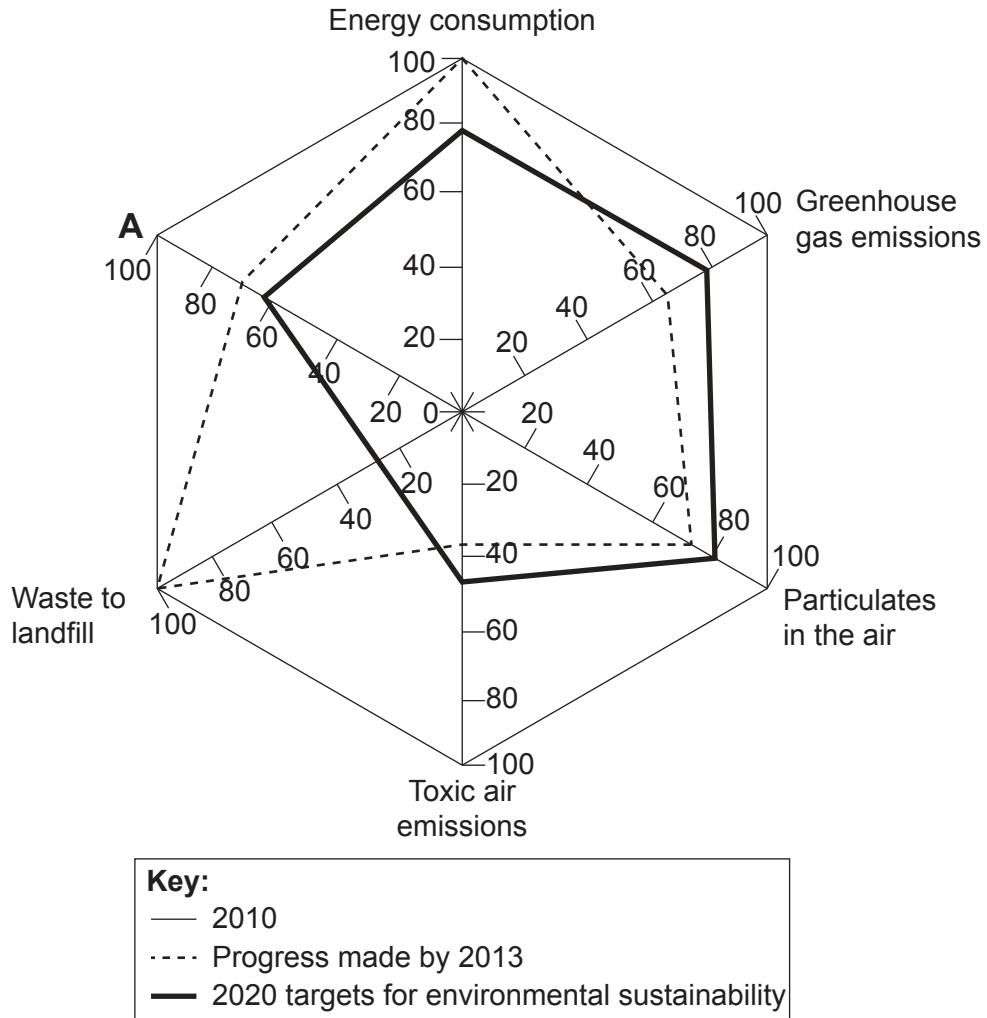 Energy consumption
100
80
60
40
20
0
Greenhouse
gas emissions
100
80
60
40
20
Particulates
in the air
100
80
60
40
20
Toxic air
emissions
100
80
60
40
20
Waste to
landfill
100
80
60
40
20
A
100
80
60
40
20
Key:
2010
Progress made by 2013
2020 targets for environmental sustainability